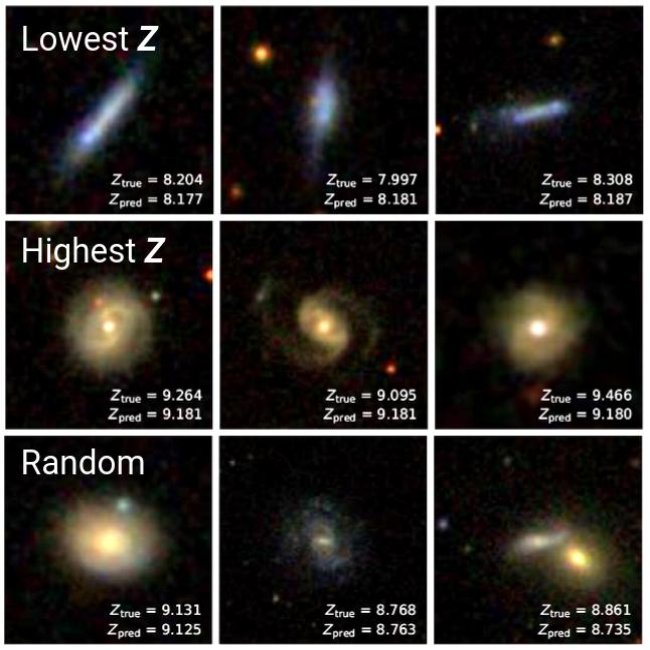 Lowest Z
Z_true = 8.204
Z_pred = 8.177
Z_true = 7.997
Z_pred = 8.181
Z_true = 8.308
Z_pred = 8.187
Highest Z
Z_true = 9.264
Z_pred = 9.181
Z_true = 9.095
Z_pred = 9.181
Z_true = 9.466
Z_pred = 9.180
Random
Z_true = 9.131
Z_pred = 9.125
Z_true = 8.768
Z_pred = 8.763
Z_true = 8.861
Z_pred = 8.735